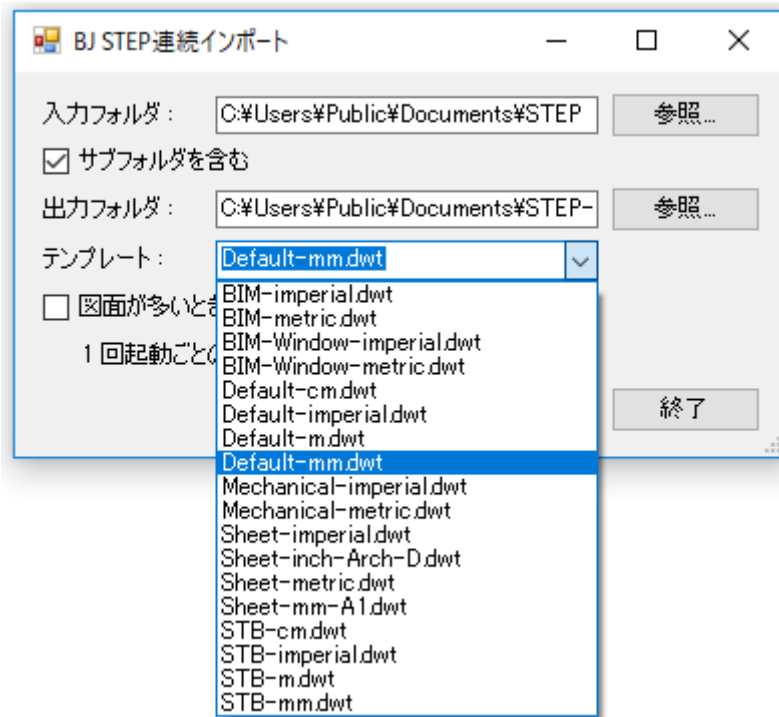 BJ STEP連続インポート
入力フォルダ : C:¥Users¥Public¥Documents¥STEP 参照...
サブフォルダを含む
出力フォルダ : C:¥Users¥Public¥Documents¥STEP- 参照...
テンプレート : Default-mm.dwt
図面が多いとき
1 回起動ごとの
終了
BIM-imperial.dwt
BIM-metric.dwt
BIM-Window-imperial.dwt
BIM-Window-metric.dwt
Default-cm.dwt
Default-imperial.dwt
Default-m.dwt
Default-mm.dwt
Mechanical-imperial.dwt
Mechanical-metric.dwt
Sheet-imperial.dwt
Sheet-inch-Arch-D.dwt
Sheet-metric.dwt
Sheet-mm-A1.dwt
STB-cm.dwt
STB-imperial.dwt
STB-m.dwt
STB-mm.dwt